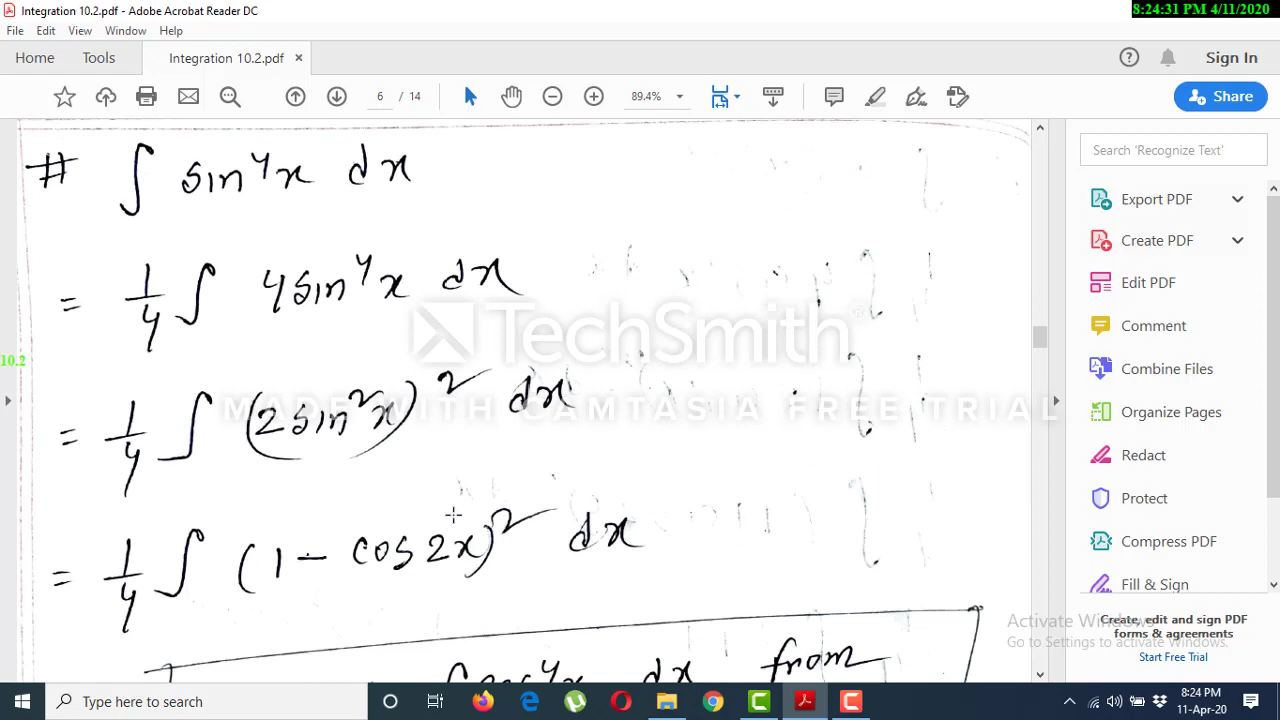 Integration 10.2.pdf - Adobe Acrobat Reader DC
8:24:31 PM 4/11/2020
File Edit View Window Help
Home Tools Integration 10.2.pdf × Sign In
6 / 14 89.4% Share
# ∫ sin⁴x dx
= 1/4 ∫ 4sin⁴x dx
= 1/4 ∫ (2sin²x)² dx
= 1/4 ∫ (1 - cos2x)² dx
∫ cos⁴x dx from
10.2
TechSmith®
MADE WITH CAMTASIA FREE TRIAL
Search 'Recognize Text'
Export PDF
Create PDF
Edit PDF
Comment
Combine Files
Organize Pages
Redact
Protect
Compress PDF
Fill & Sign
Activate Windows
Go to Settings to activate Windows.
Create, edit and sign PDF
forms & agreements
Start Free Trial
Type here to search
8:24 PM
11-Apr-20